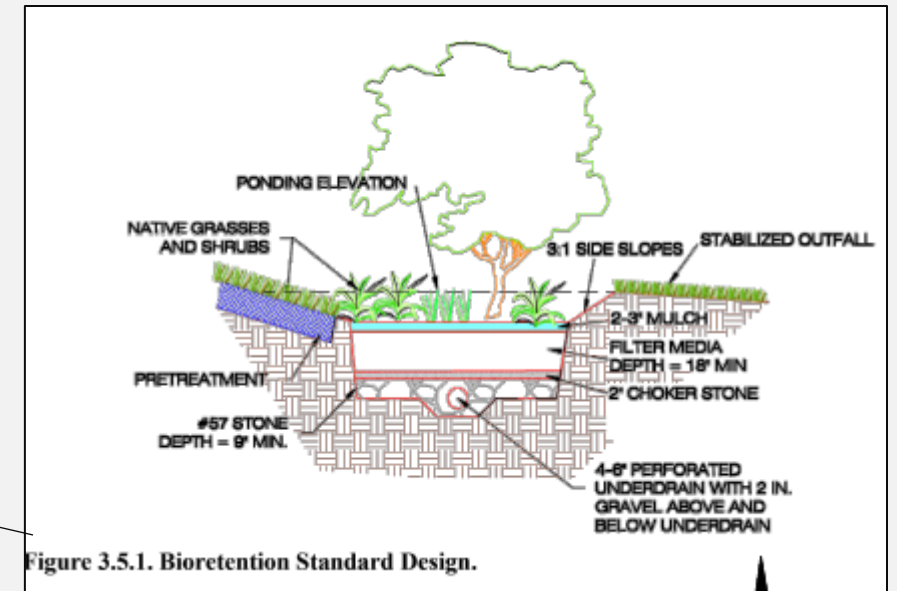 PONDING ELEVATION
NATIVE GRASSES
AND SHRUBS
3:1 SIDE SLOPES
STABILIZED OUTFALL
2-3" MULCH
FILTER MEDIA
DEPTH = 18" MIN
PRETREATMENT
2" CHOKER STONE
#57 STONE
DEPTH = 9" MIN.
4-6" PERFORATED
UNDERDRAIN WITH 2 IN.
GRAVEL ABOVE AND
BELOW UNDERDRAIN
Figure 3.5.1. Bioretention Standard Design.